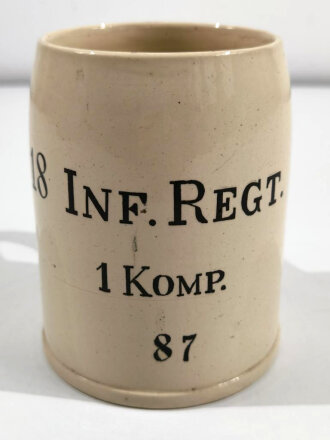 18 INF. REGT.
1 KOMP.
87